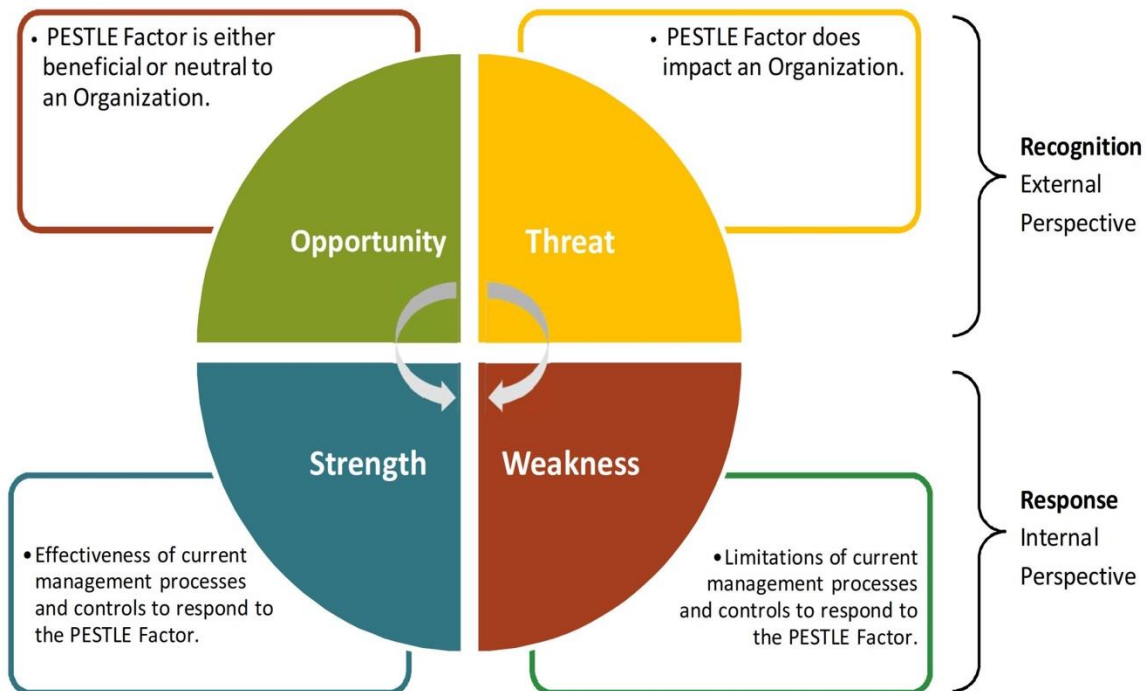 • PESTLE Factor is either
beneficial or neutral to
an Organization.
• PESTLE Factor does
impact an Organization.
Recognition
External
Perspective
Opportunity
Threat
Strength
Weakness
• Effectiveness of current
management processes
and controls to respond to
the PESTLE Factor.
• Limitations of current
management processes
and controls to respond to
the PESTLE Factor.
Response
Internal
Perspective